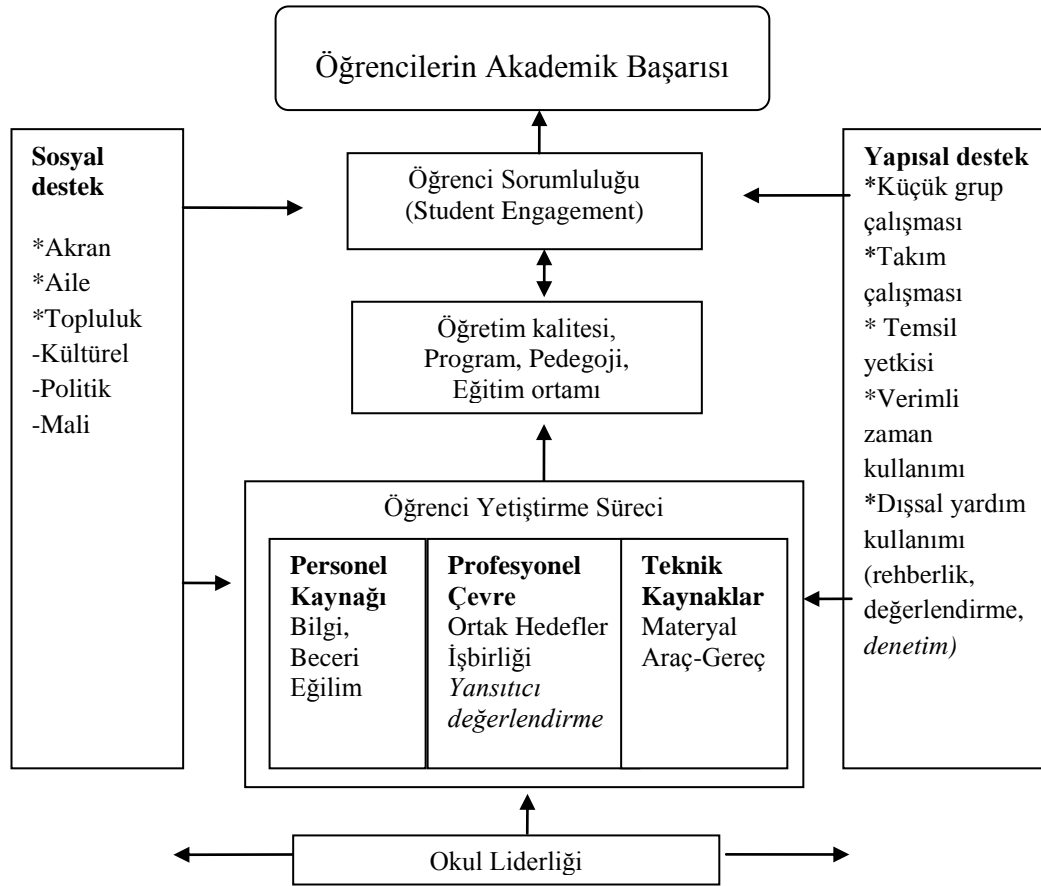 Öğrencilerin Akademik Başarısı
Sosyal
destek
*Akran
*Aile
*Topluluk
-Kültürel
-Politik
-Mali
Öğrenci Sorumluluğu
(Student Engagement)
Öğretim kalitesi,
Program, Pedegoji,
Eğitim ortamı
Öğrenci Yetiştirme Süreci
Personel
Kaynağı
Bilgi,
Beceri
Eğilim
Profesyonel
Çevre
Ortak Hedefler
İşbirliği
Yansıtıcı
değerlendirme
Teknik
Kaynaklar
Materyal
Araç-Gereç
Yapısal destek
*Küçük grup
çalışması
*Takım
çalışması
* Temsil
yetkisi
*Verimli
zaman
kullanımı
*Dışsal yardım
kullanımı
(rehberlik,
değerlendirme,
denetim)
Okul Liderliği